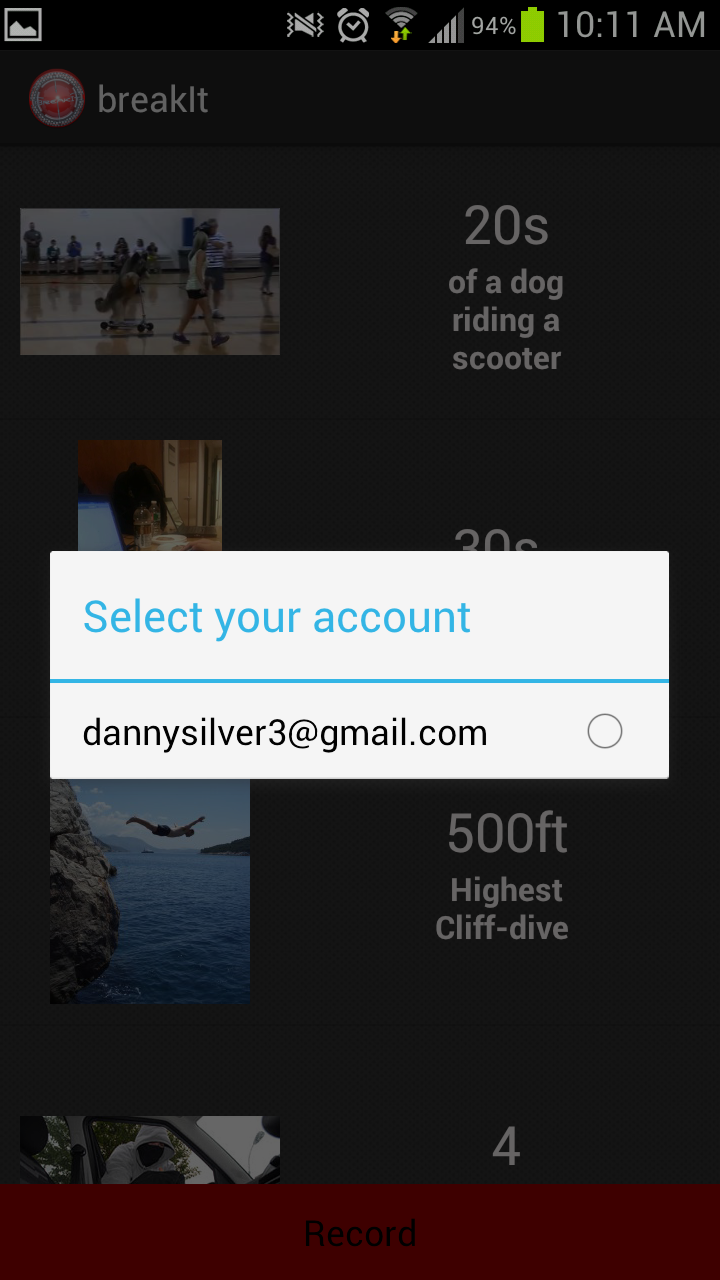 94% 10:11 AM
breakIt
20s
of a dog
riding a
scooter
30s
Select your account
dannysilver3@gmail.com
500ft
Highest
Cliff-dive
4
Record